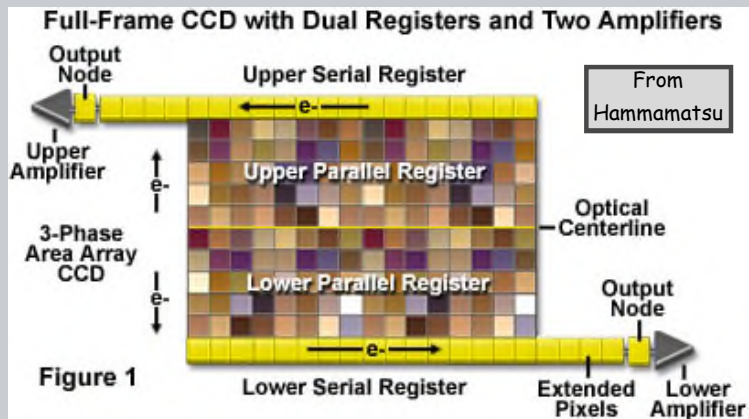 Full-Frame CCD with Dual Registers and Two Amplifiers
Output
Node
Upper Serial Register
From
Hammamatsu
e-
Upper
Amplifier
e-
Upper Parallel Register
3-Phase
Area Array
CCD
Optical
Centerline
e-
Lower Parallel Register
Output
Node
e-
Figure 1
Lower Serial Register
Extended
Pixels
Lower
Amplifier